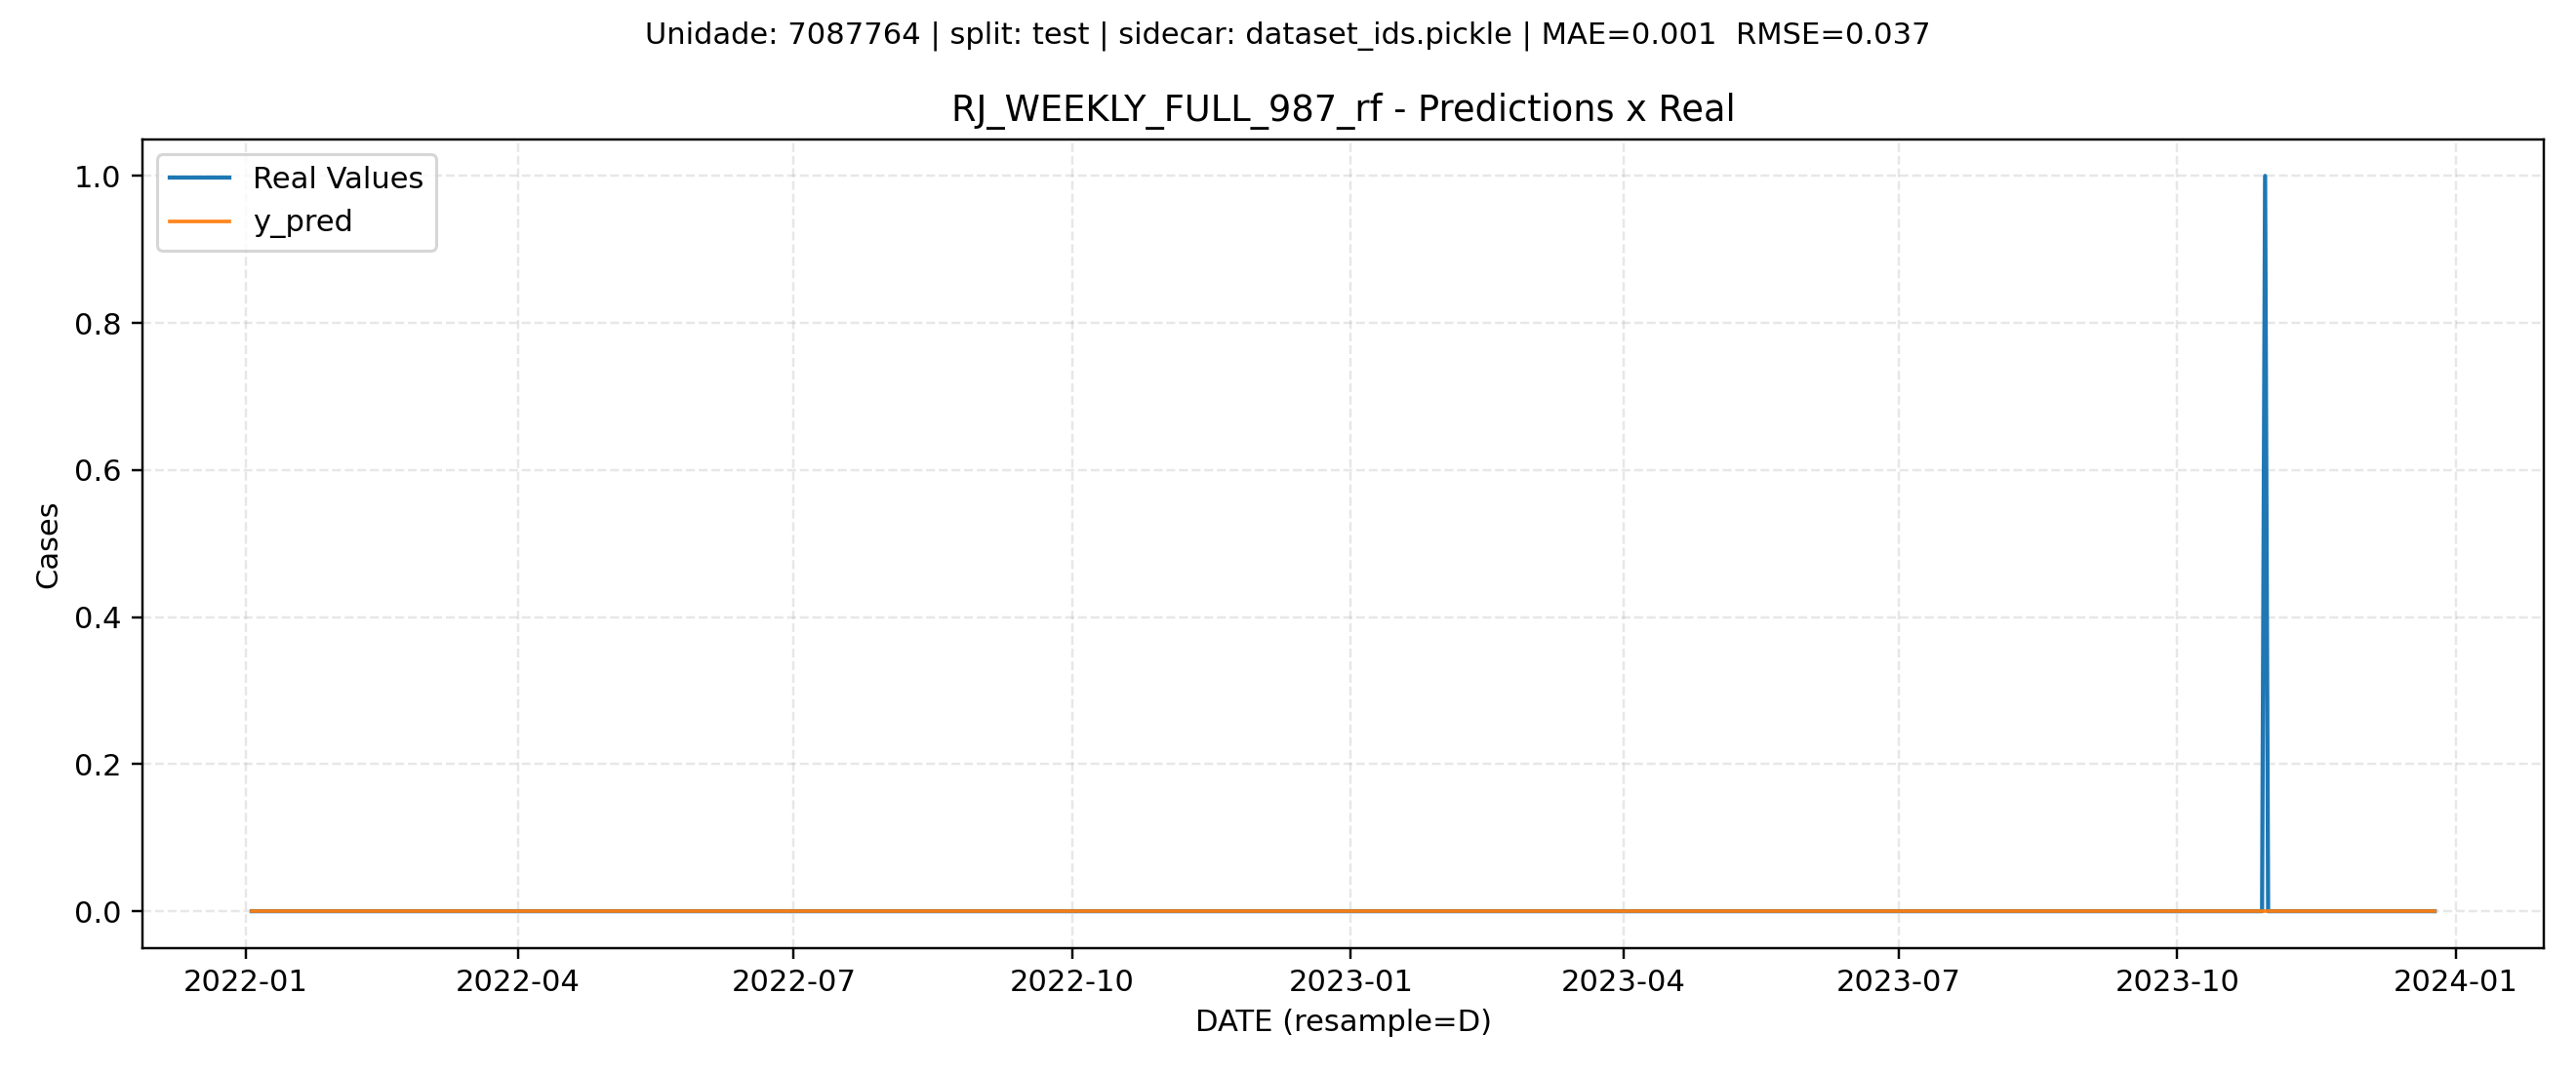 Unidade: 7087764 | split: test | sidecar: dataset_ids.pickle | MAE=0.001  RMSE=0.037
RJ_WEEKLY_FULL_987_rf - Predictions x Real
Real Values
y_pred
1.0
0.8
0.6
0.4
0.2
0.0
Cases
2022-01 2022-04 2022-07 2022-10 2023-01 2023-04 2023-07 2023-10 2024-01
DATE (resample=D)